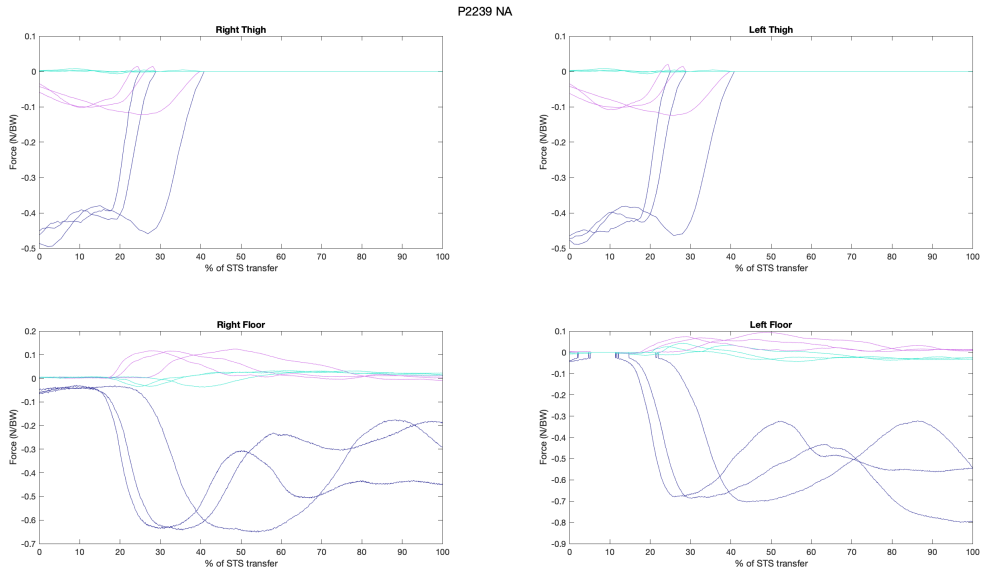 P2239 NA
Right Thigh
0.1
0
-0.1
-0.2
-0.3
-0.4
-0.5
Force (N/BW)
0 10 20 30 40 50 60 70 80 90 100
% of STS transfer
Left Thigh
0.1
0
-0.1
-0.2
-0.3
-0.4
-0.5
Force (N/BW)
0 10 20 30 40 50 60 70 80 90 100
% of STS transfer
Right Floor
0.2
0.1
0
-0.1
-0.2
-0.3
-0.4
-0.5
-0.6
-0.7
Force (N/BW)
0 10 20 30 40 50 60 70 80 90 100
% of STS transfer
Left Floor
0.1
0
-0.1
-0.2
-0.3
-0.4
-0.5
-0.6
-0.7
-0.8
-0.9
Force (N/BW)
0 10 20 30 40 50 60 70 80 90 100
% of STS transfer